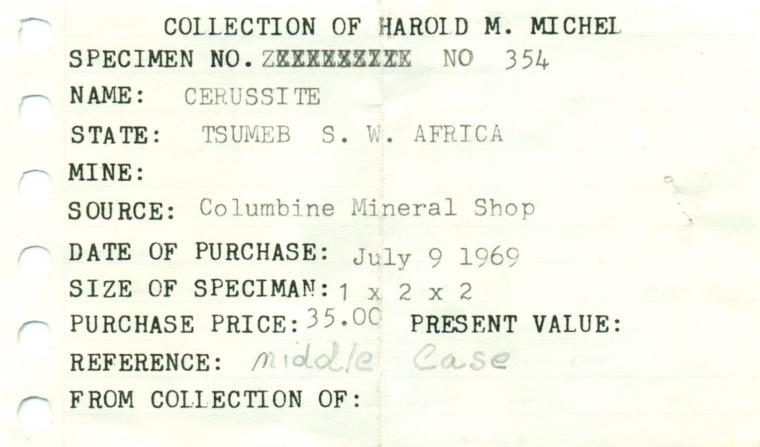 COLLECTION OF HAROLD M. MICHEL
SPECIMEN NO. ZXXXXXXXXXX NO 354
NAME: CERUSSITE
STATE: TSUMEB S. W. AFRICA
MINE:
SOURCE: Columbine Mineral Shop
DATE OF PURCHASE: July 9 1969
SIZE OF SPECIMAN: 1 x 2 x 2
PURCHASE PRICE: 35.00 PRESENT VALUE:
REFERENCE: middle Case
FROM COLLECTION OF: